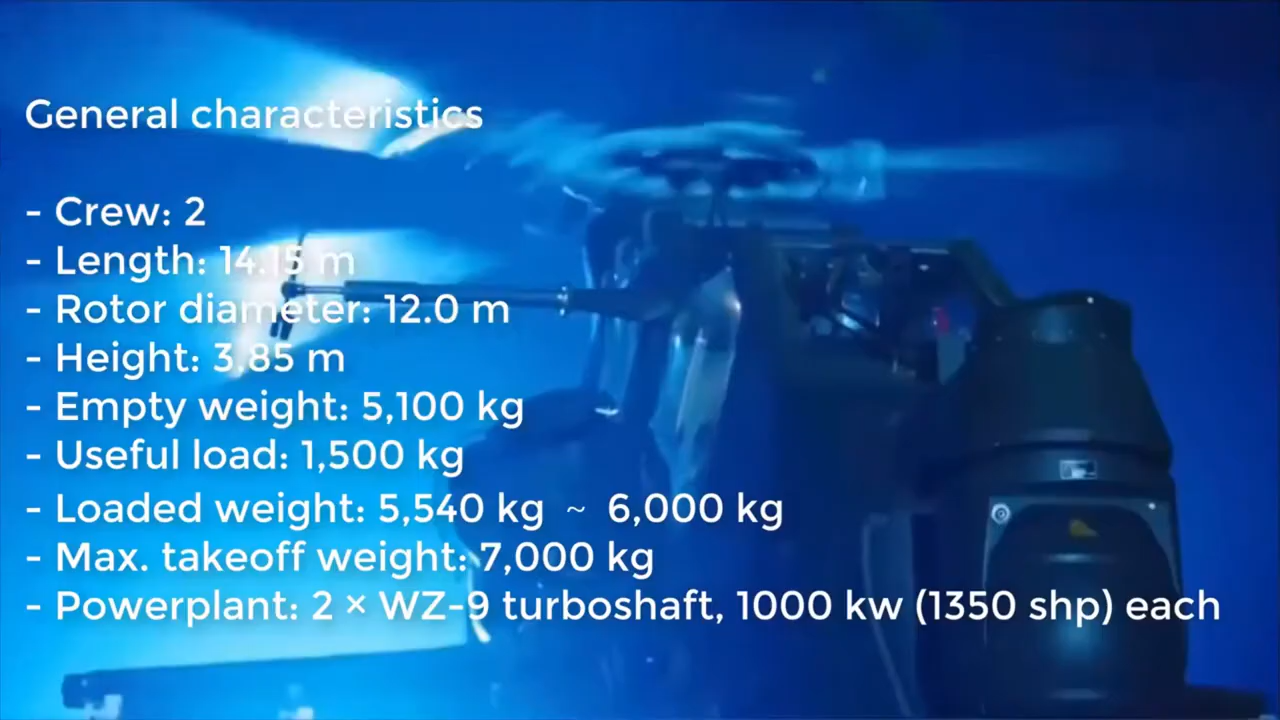 General characteristics
- Crew: 2
- Length: 14.15 m
- Rotor diameter: 12.0 m
- Height: 3.85 m
- Empty weight: 5,100 kg
- Useful load: 1,500 kg
- Loaded weight: 5,540 kg ~ 6,000 kg
- Max. takeoff weight: 7,000 kg
- Powerplant: 2 × WZ-9 turboshaft, 1000 kw (1350 shp) each